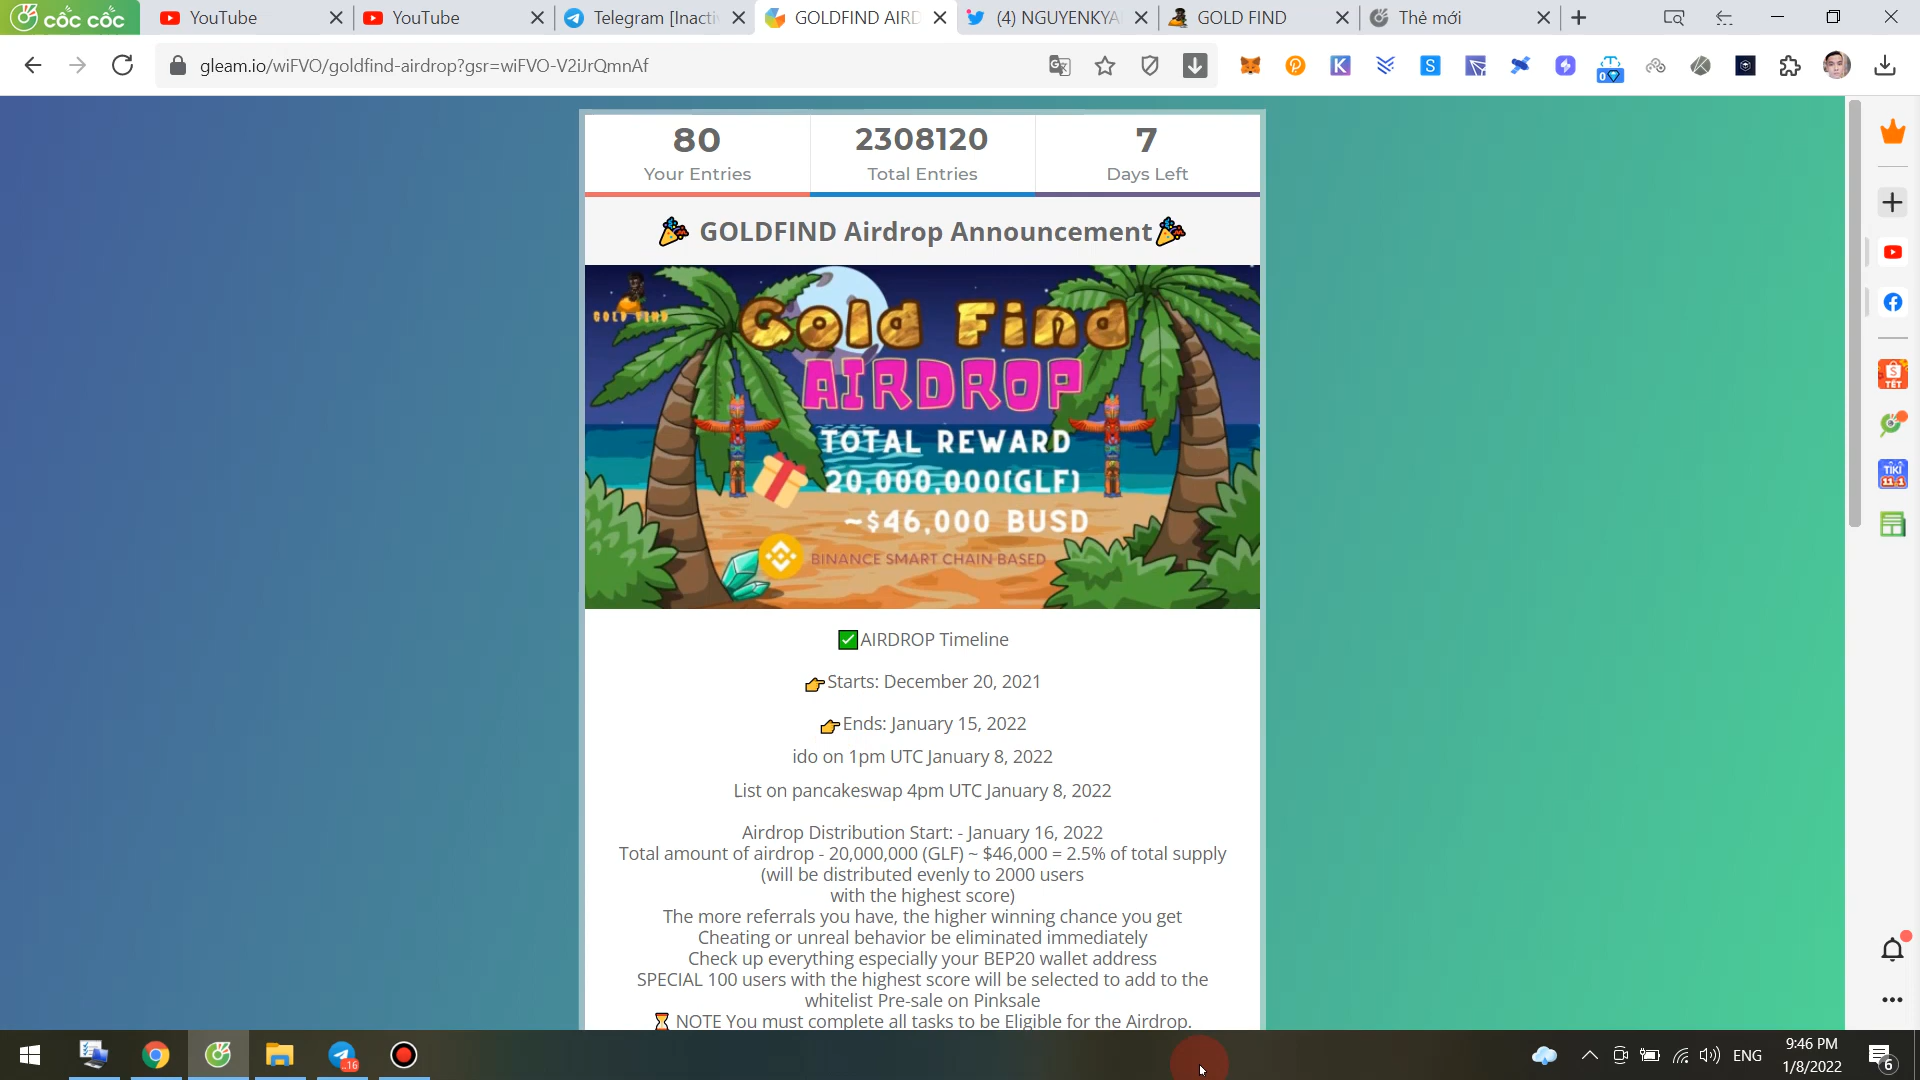 cốc cốc
YouTube
YouTube
Telegram [Inacti
GOLDFIND AIRD
(4) NGUYENKYA
GOLD FIND
Thẻ mới
gleam.io/wiFVO/goldfind-airdrop?gsr=wiFVO-V2iJrQmnAf
80
Your Entries
2308120
Total Entries
7
Days Left
GOLDFIND Airdrop Announcement
GOLD FIND
Gold Find
AIRDROP
TOTAL REWARD
20,000,000(GLF)
~$46,000 BUSD
BINANCE SMART CHAIN BASED
AIRDROP Timeline
Starts: December 20, 2021
Ends: January 15, 2022
ido on 1pm UTC January 8, 2022
List on pancakeswap 4pm UTC January 8, 2022
Airdrop Distribution Start: - January 16, 2022
Total amount of airdrop - 20,000,000 (GLF) ~ $46,000 = 2.5% of total supply
(will be distributed evenly to 2000 users
with the highest score)
The more referrals you have, the higher winning chance you get
Cheating or unreal behavior be eliminated immediately
Check up everything especially your BEP20 wallet address
SPECIAL 100 users with the highest score will be selected to add to the
whitelist Pre-sale on Pinksale
NOTE You must complete all tasks to be Eligible for the Airdrop.
TẾT
TIKI
11.1
16
ENG
9:46 PM
1/8/2022
6